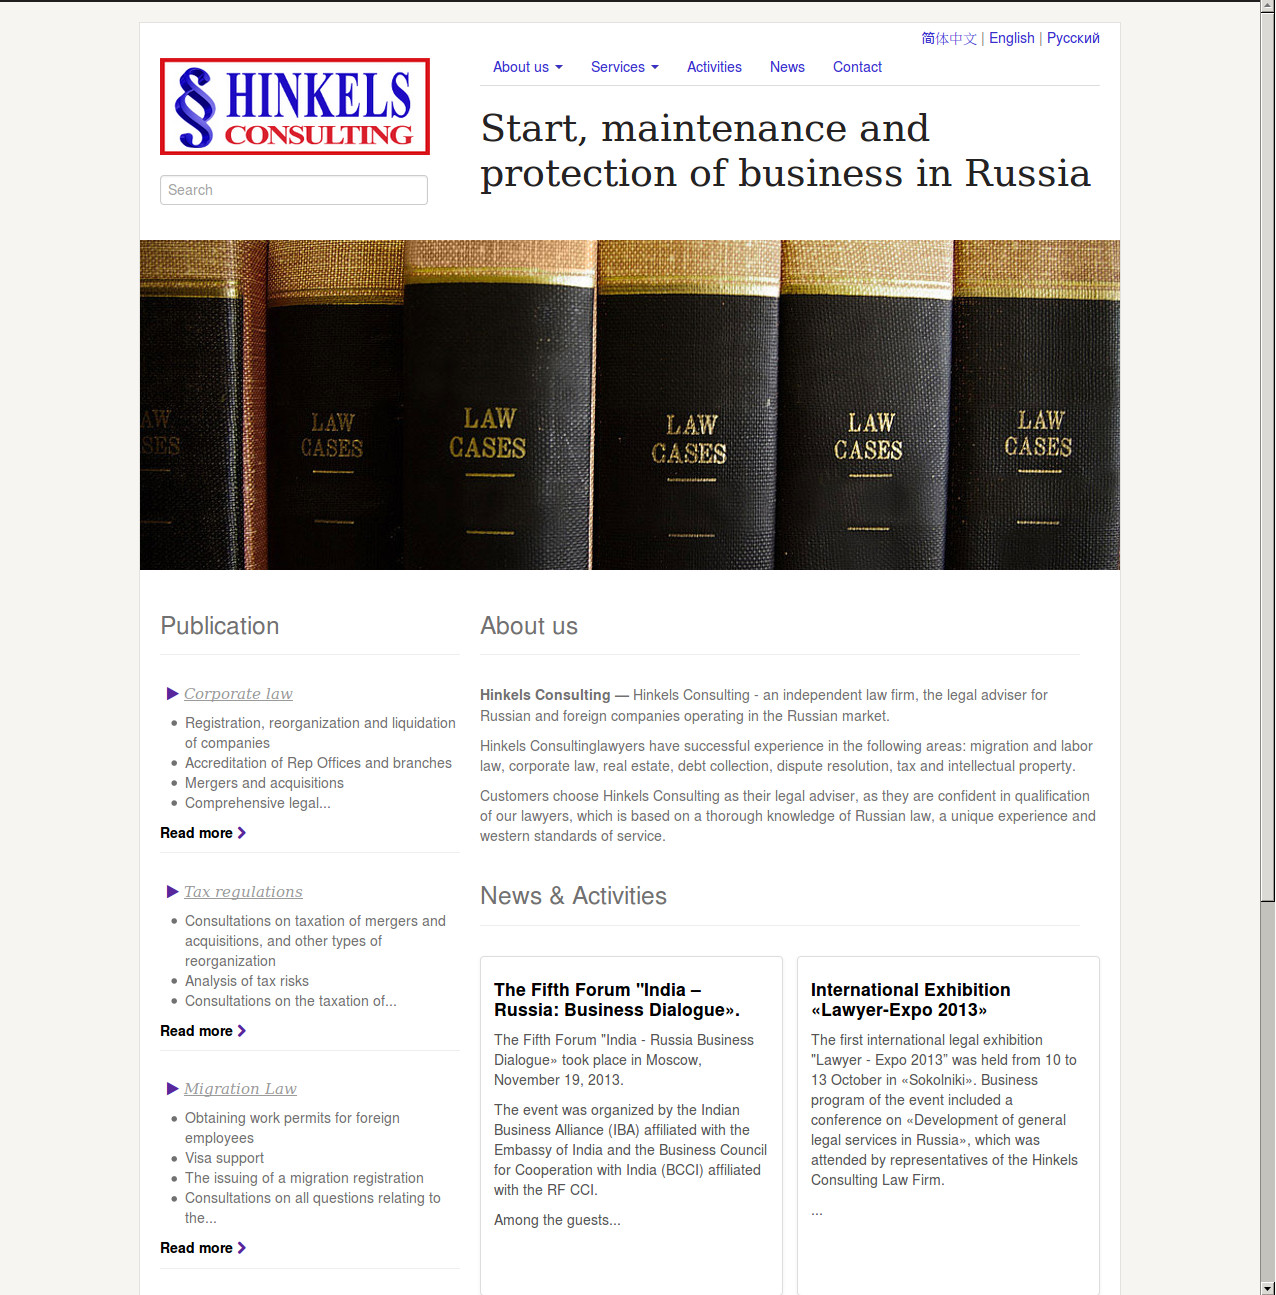 简体中文 | English | Русский
HINKELS
CONSULTING
About us
Services
Activities
News
Contact
Start, maintenance and
protection of business in Russia
Search
LAW
CASES
LAW
CASES
LAW
CASES
LAW
CASES
LAW
CASES
Publication
Corporate law
Registration, reorganization and liquidation
of companies
Accreditation of Rep Offices and branches
Mergers and acquisitions
Comprehensive legal...
Read more
Tax regulations
Consultations on taxation of mergers and
acquisitions, and other types of
reorganization
Analysis of tax risks
Consultations on the taxation of...
Read more
Migration Law
Obtaining work permits for foreign
employees
Visa support
The issuing of a migration registration
Consultations on all questions relating to
the...
Read more
About us
Hinkels Consulting — Hinkels Consulting - an independent law firm, the legal adviser for
Russian and foreign companies operating in the Russian market.
Hinkels Consultinglawyers have successful experience in the following areas: migration and labor
law, corporate law, real estate, debt collection, dispute resolution, tax and intellectual property.
Customers choose Hinkels Consulting as their legal adviser, as they are confident in qualification
of our lawyers, which is based on a thorough knowledge of Russian law, a unique experience and
western standards of service.
News & Activities
The Fifth Forum "India –
Russia: Business Dialogue».
The Fifth Forum "India - Russia Business
Dialogue» took place in Moscow,
November 19, 2013.
The event was organized by the Indian
Business Alliance (IBA) affiliated with the
Embassy of India and the Business Council
for Cooperation with India (BCCI) affiliated
with the RF CCI.
Among the guests...
International Exhibition
«Lawyer-Expo 2013»
The first international legal exhibition
"Lawyer - Expo 2013” was held from 10 to
13 October in «Sokolniki». Business
program of the event included a
conference on «Development of general
legal services in Russia», which was
attended by representatives of the Hinkels
Consulting Law Firm.
...